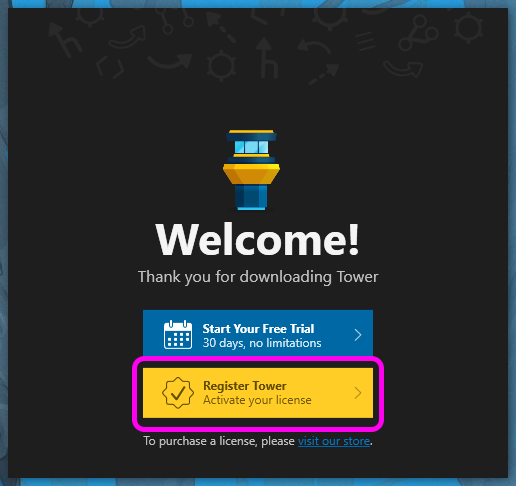 Welcome!
Thank you for downloading Tower
Start Your Free Trial
30 days, no limitations
Register Tower
Activate your license
To purchase a license, please visit our store.